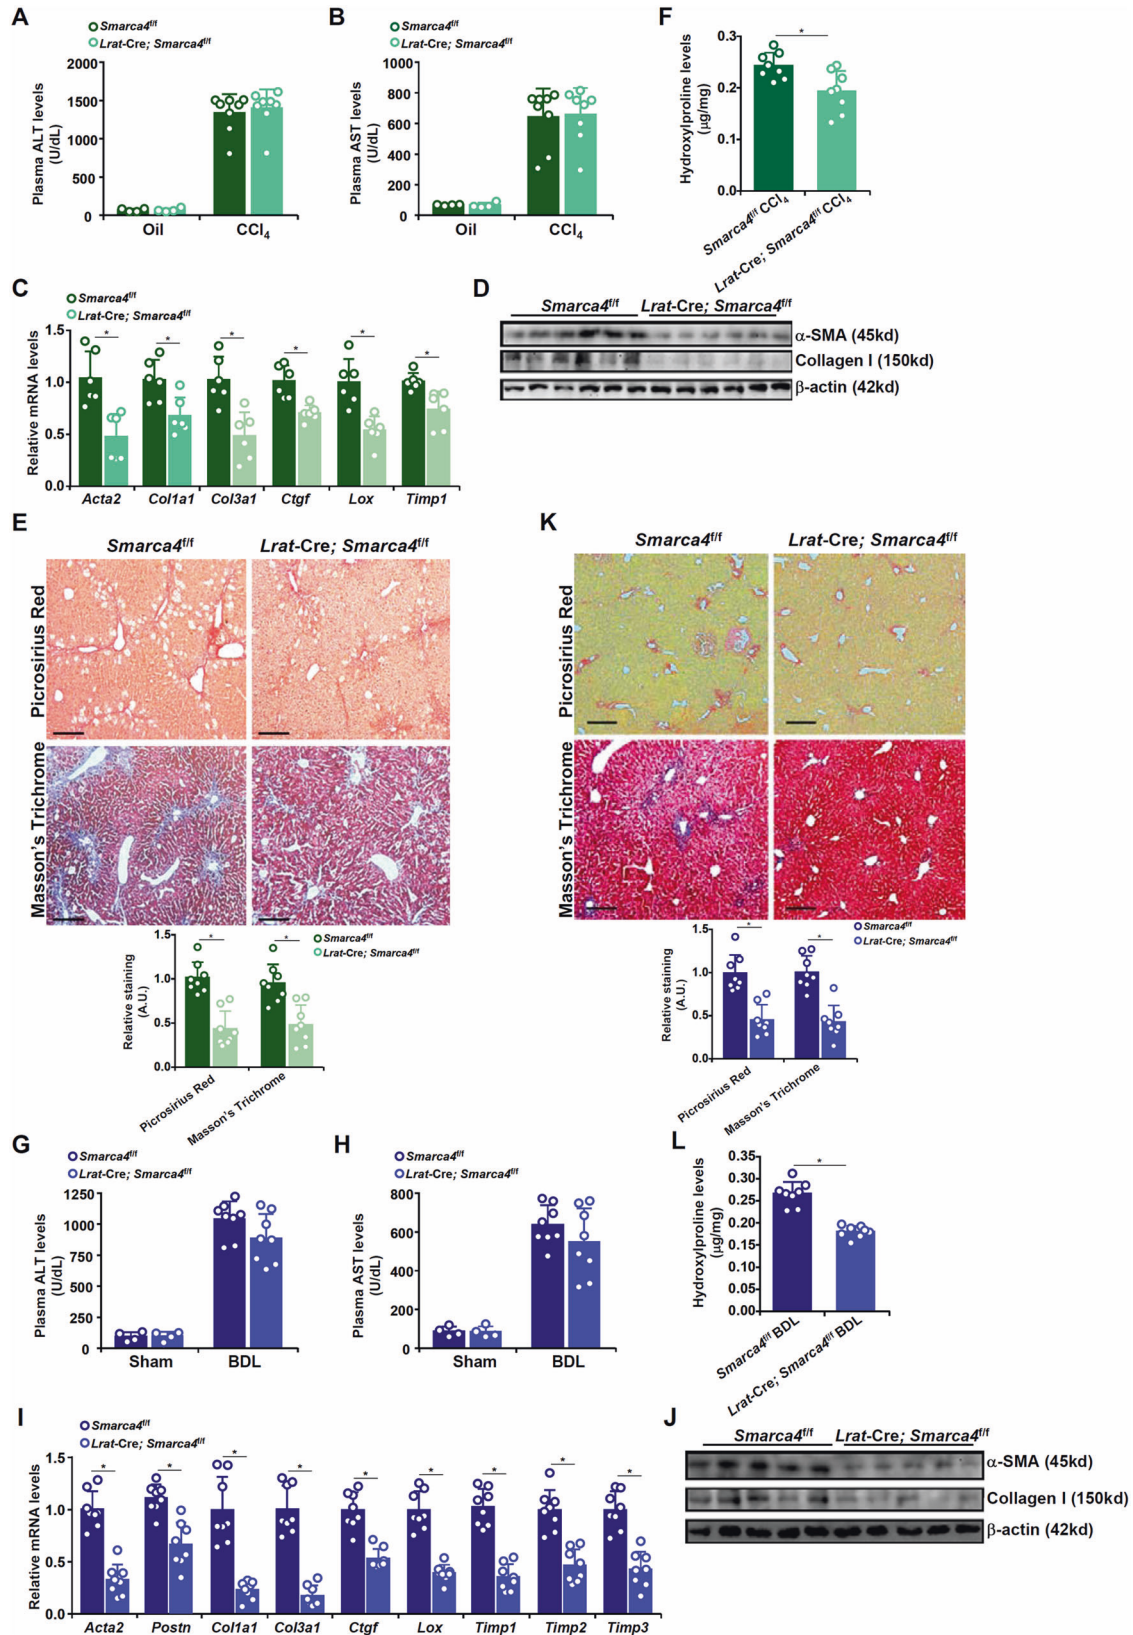 A
Smarca4f/f
Lrat-Cre; Smarca4f/f
Plasma ALT levels
(U/dL)
2000
1500
1000
500
0
Oil
CCl4
B
Smarca4f/f
Lrat-Cre; Smarca4f/f
Plasma AST levels
(U/dL)
1000
800
600
400
200
0
Oil
CCl4
F
Hydroxylproline levels
(µg/mg)
0.3
0.2
0.1
0.0
*
Smarca4f/f CCl4
Lrat-Cre; Smarca4f/f CCl4
C
Smarca4f/f
Lrat-Cre; Smarca4f/f
Relative mRNA levels
1.5
1.0
0.5
0.0
* * * * * *
Acta2 Col1a1 Col3a1 Ctgf Lox Timp1
D
Smarca4f/f Lrat-Cre; Smarca4f/f
α-SMA (45kd)
Collagen I (150kd)
β-actin (42kd)
E
Smarca4f/f Lrat-Cre; Smarca4f/f
Picrosirius Red
Masson's Trichrome
Smarca4f/f
Lrat-Cre; Smarca4f/f
Relative staining
(A.U.)
1.5
1.0
0.5
0.0
* *
Picrosirius Red
Masson's Trichrome
K
Smarca4f/f Lrat-Cre; Smarca4f/f
Picrosirius Red
Masson's Trichrome
Smarca4f/f
Lrat-Cre; Smarca4f/f
Relative staining
(A.U.)
1.5
1.0
0.5
0.0
* *
Picrosirius Red
Masson's Trichrome
G
Smarca4f/f
Lrat-Cre; Smarca4f/f
Plasma ALT levels
(U/dL)
1250
1000
750
500
250
0
Sham
BDL
H
Smarca4f/f
Lrat-Cre; Smarca4f/f
Plasma AST levels
(U/dL)
800
600
400
200
0
Sham
BDL
L
Hydroxylproline levels
(µg/mg)
0.35
0.30
0.25
0.20
0.15
0.10
0.05
0.00
*
Smarca4f/f BDL
Lrat-Cre; Smarca4f/f BDL
I
Smarca4f/f
Lrat-Cre; Smarca4f/f
Relative mRNA levels
1.5
1.0
0.5
0.0
* * * * * * * * *
Acta2 Postn Col1a1 Col3a1 Ctgf Lox Timp1 Timp2 Timp3
J
Smarca4f/f Lrat-Cre; Smarca4f/f
α-SMA (45kd)
Collagen I (150kd)
β-actin (42kd)